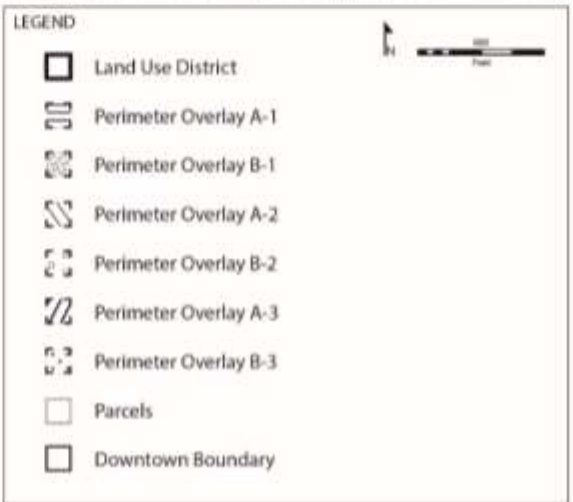 LEGEND
N
Feet
Land Use District
Perimeter Overlay A-1
Perimeter Overlay B-1
Perimeter Overlay A-2
Perimeter Overlay B-2
Perimeter Overlay A-3
Perimeter Overlay B-3
Parcels
Downtown Boundary